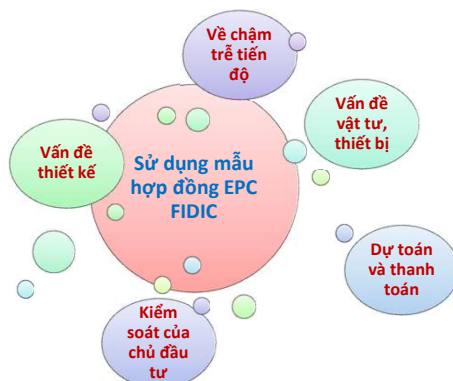 Về chậm
trễ tiến
độ
Vấn đề
vật tư,
thiết bị
Vấn đề
thiết kế
Sử dụng mẫu
hợp đồng EPC
FIDIC
Dự toán
và thanh
toán
Kiểm
soát của
chủ đầu
tư